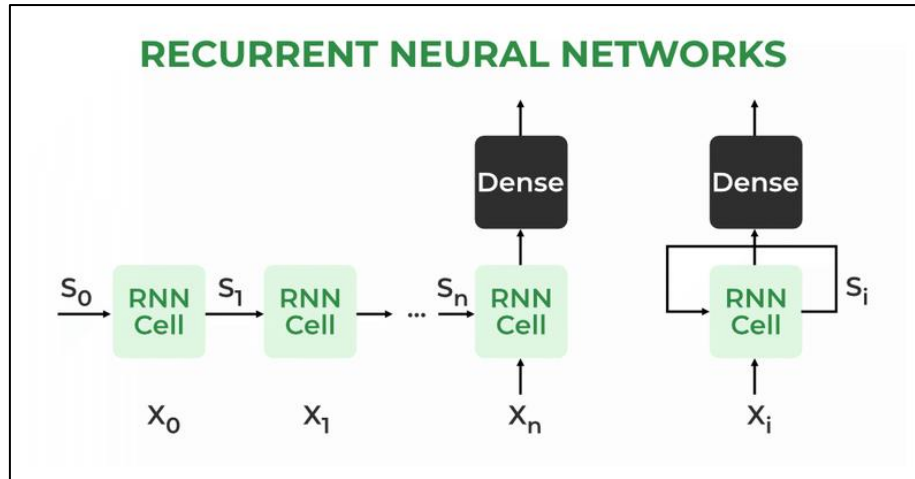 RECURRENT NEURAL NETWORKS
Dense
Dense
S₀
RNN
Cell
S₁
RNN
Cell
...
Sₙ
RNN
Cell
RNN
Cell
Sᵢ
X₀
X₁
Xₙ
Xᵢ